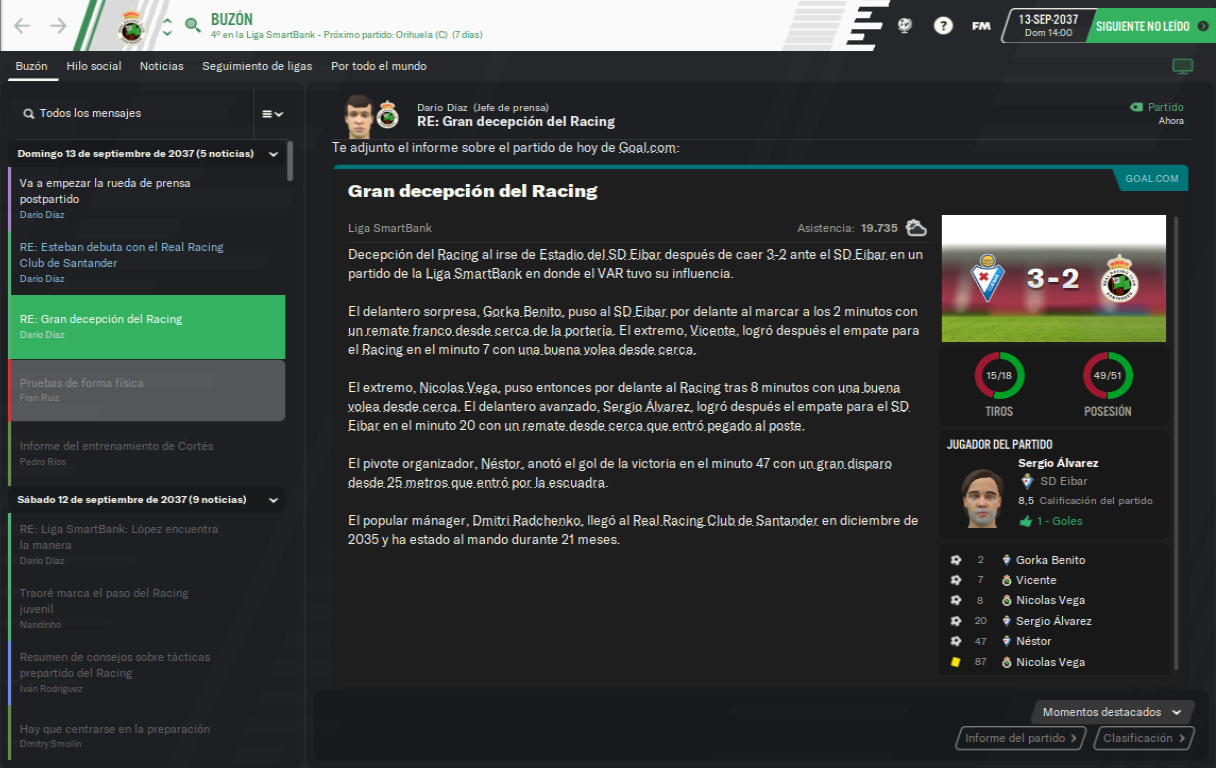 BUZÓN
4º en la Liga SmartBank - Próximo partido: Orihuela (C) (7 días)
?
FM
13-SEP-2037
Dom 14:00
SIGUIENTE NO LEÍDO
Buzón Hilo social Noticias Seguimiento de ligas Por todo el mundo
Todos los mensajes
Domingo 13 de septiembre de 2037 (5 noticias)
Va a empezar la rueda de prensa
postpartido
Darío Díaz
RE: Esteban debuta con el Real Racing
Club de Santander
Darío Díaz
RE: Gran decepción del Racing
Darío Díaz
Pruebas de forma física
Fran Ruiz
Informe del entrenamiento de Cortés
Pedro Ríos
Sábado 12 de septiembre de 2037 (9 noticias)
RE: Liga SmartBank: López encuentra
la manera
Darío Díaz
Traoré marca el paso del Racing
juvenil
Nandinho
Resumen de consejos sobre tácticas
prepartido del Racing
Iván Rodríguez
Hay que centrarse en la preparación
Dmitry Smolin
Darío Díaz (Jefe de prensa)
RE: Gran decepción del Racing
Partido
Ahora
Te adjunto el informe sobre el partido de hoy de Goal.com:
GOAL.COM
Gran decepción del Racing
Liga SmartBank
Asistencia: 19.735
Decepción del Racing al irse de Estadio del SD Eibar después de caer 3-2 ante el SD Eibar en un
partido de la Liga SmartBank en donde el VAR tuvo su influencia.
El delantero sorpresa, Gorka Benito, puso al SD Eibar por delante al marcar a los 2 minutos con
un remate franco desde cerca de la portería. El extremo, Vicente, logró después el empate para
el Racing en el minuto 7 con una buena volea desde cerca.
El extremo, Nicolas Vega, puso entonces por delante al Racing tras 8 minutos con una buena
volea desde cerca. El delantero avanzado, Sergio Álvarez, logró después el empate para el SD
Eibar en el minuto 20 con un remate desde cerca que entró pegado al poste.
El pivote organizador, Néstor, anotó el gol de la victoria en el minuto 47 con un gran disparo
desde 25 metros que entró por la escuadra.
El popular mánager, Dmitri Radchenko, llegó al Real Racing Club de Santander en diciembre de
2035 y ha estado al mando durante 21 meses.
3-2
15/18
TIROS
49/51
POSESIÓN
JUGADOR DEL PARTIDO
Sergio Álvarez
SD Eibar
8,5 Calificación del partido
1 - Goles
2 Gorka Benito
7 Vicente
8 Nicolas Vega
20 Sergio Álvarez
47 Néstor
87 Nicolas Vega
Momentos destacados
Informe del partido
Clasificación